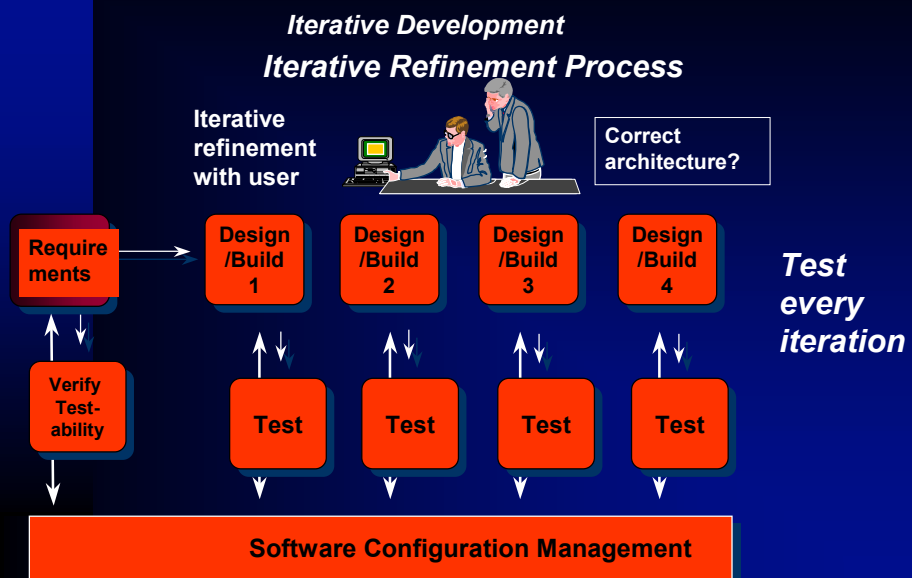 Iterative Development
Iterative Refinement Process
Iterative
refinement
with user
Correct
architecture?
Require
ments
Design
/Build
1
Design
/Build
2
Design
/Build
3
Design
/Build
4
Test
every
iteration
Verify
Test-
ability
Test
Test
Test
Test
Software Configuration Management